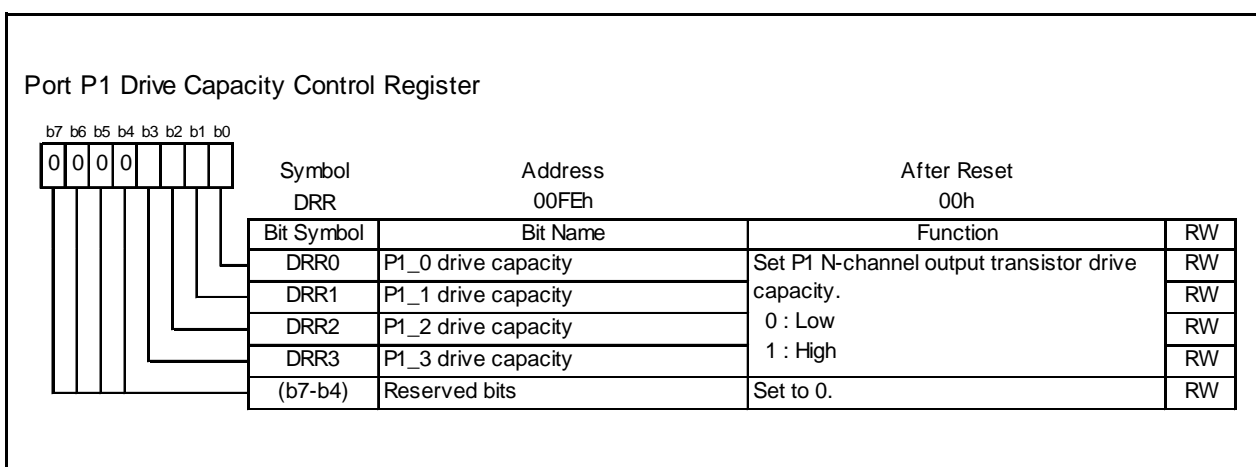 Port P1 Drive Capacity Control Register
b7 b6 b5 b4 b3 b2 b1 b0
0 0 0 0
Symbol Address After Reset
DRR 00FEh 00h
Bit Symbol Bit Name Function RW
DRR0 P1_0 drive capacity Set P1 N-channel output transistor drive RW
DRR1 P1_1 drive capacity capacity. RW
DRR2 P1_2 drive capacity 0 : Low RW
DRR3 P1_3 drive capacity 1 : High RW
(b7-b4) Reserved bits Set to 0. RW